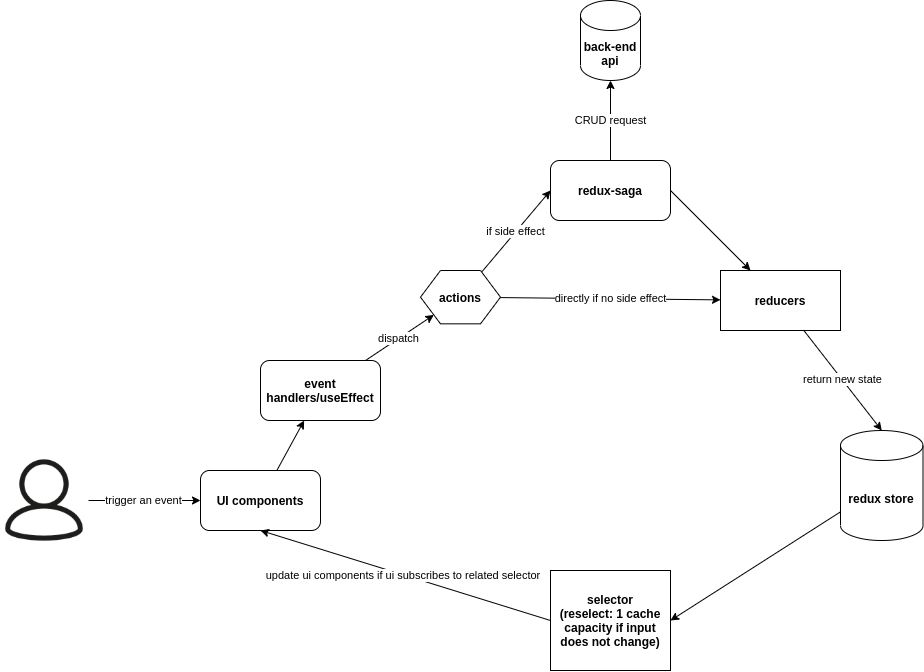 back-end
api
CRUD request
redux-saga
if side effect
actions
directly if no side effect
reducers
dispatch
event
handlers/useEffect
return new state
trigger an event
UI components
redux store
update ui components if ui subscribes to related selector
selector
(reselect: 1 cache
capacity if input
does not change)